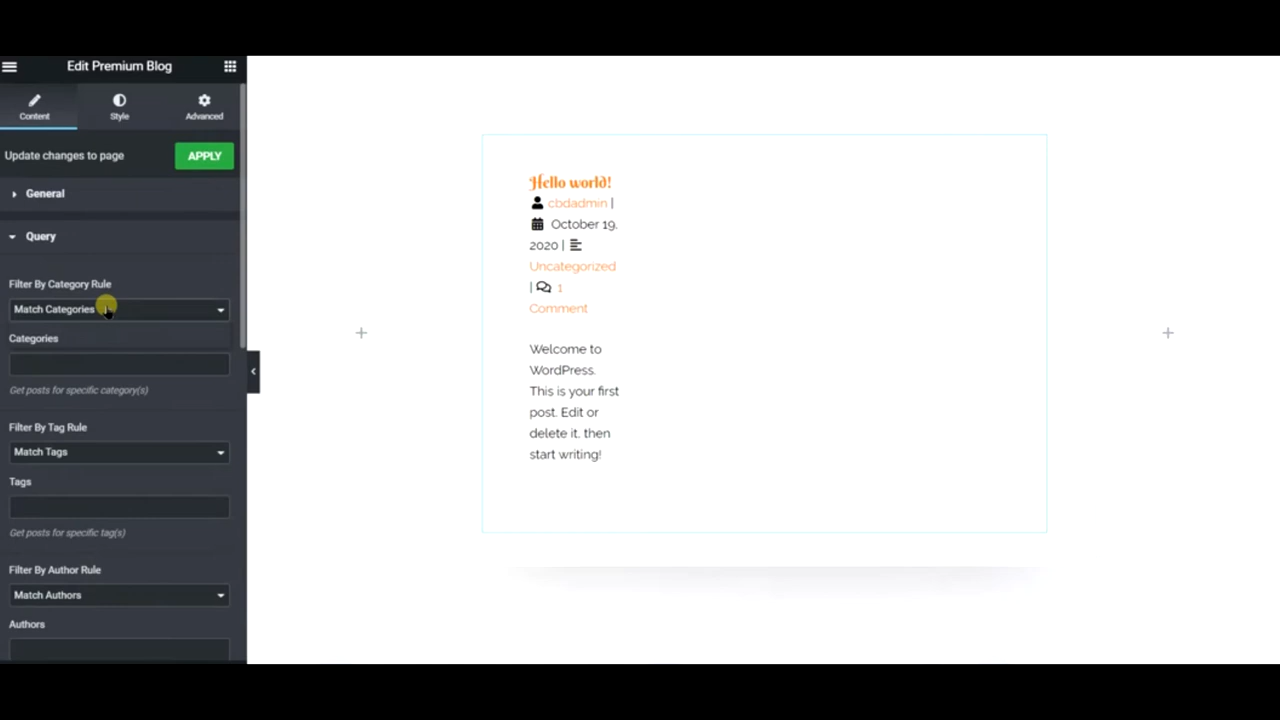 Edit Premium Blog
Content
Style
Advanced
Update changes to page
APPLY
General
Query
Filter By Category Rule
Match Categories
Categories
Get posts for specific category(s)
Filter By Tag Rule
Match Tags
Tags
Get posts for specific tag(s)
Filter By Author Rule
Match Authors
Authors
Hello world!
cbdadmin |
October 19,
2020 |
Uncategorized
| 1
Comment
Welcome to
WordPress.
This is your first
post. Edit or
delete it, then
start writing!